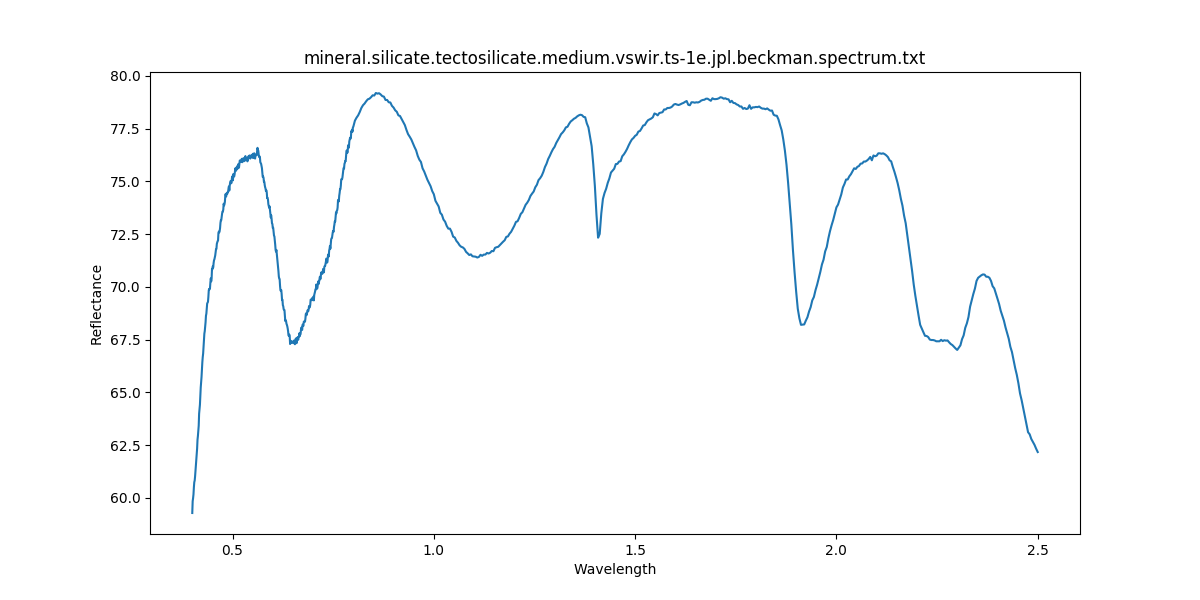 mineral.silicate.tectosilicate.medium.vswir.ts-1e.jpl.beckman.spectrum.txt
80.0
77.5
75.0
72.5
70.0
67.5
65.0
62.5
60.0
Reflectance
0.5 1.0 1.5 2.0 2.5
Wavelength